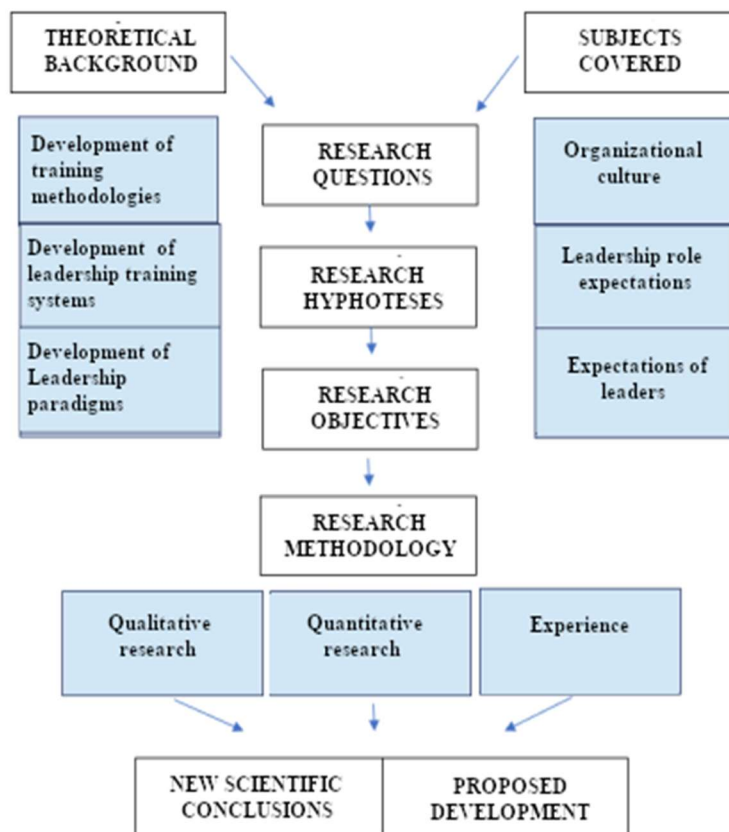 THEORETICAL
BACKGROUND
SUBJECTS
COVERED
RESEARCH
QUESTIONS
Development of
training
methodologies
Organizational
culture
Development of
leadership training
systems
RESEARCH
HYPHOTESES
Leadership role
expectations
Development of
Leadership
paradigms
RESEARCH
OBJECTIVES
Expectations of
leaders
RESEARCH
METHODOLOGY
Qualitative
research
Quantitative
research
Experience
NEW SCIENTIFIC
CONCLUSIONS
PROPOSED
DEVELOPMENT